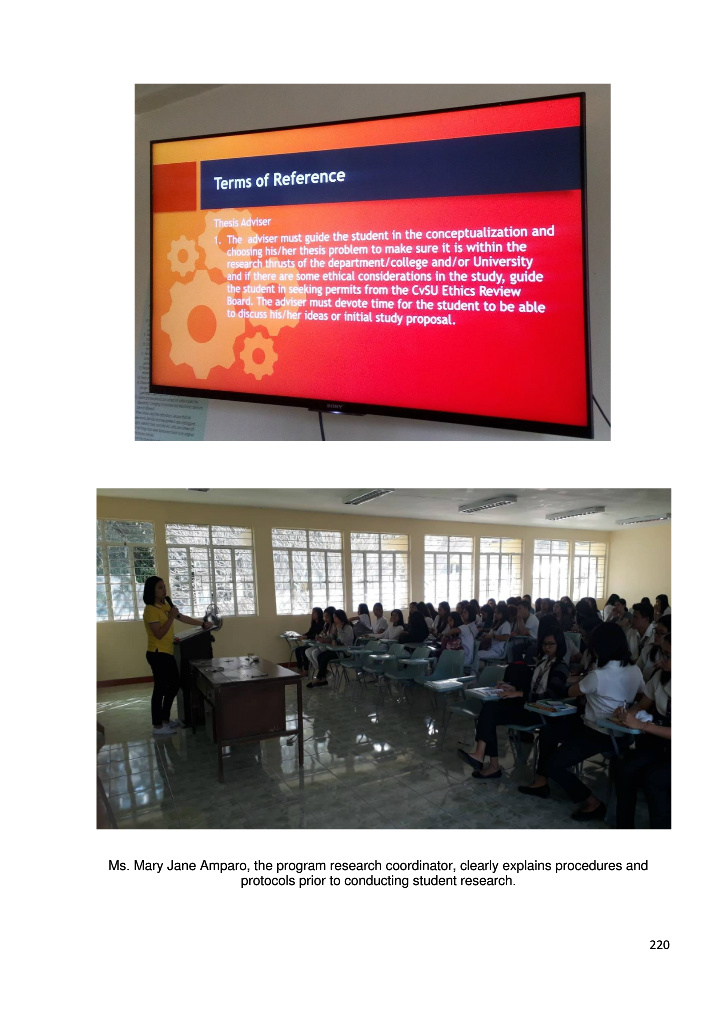 Terms of Reference
Thesis Adviser
1. The adviser must guide the student in the conceptualization and
choosing his/her thesis problem to make sure it is within the
research thrusts of the department/college and/or University
and if there are some ethical considerations in the study, guide
the student in seeking permits from the CvSU Ethics Review
Board. The adviser must devote time for the student to be able
to discuss his/her ideas or initial study proposal.
Ms. Mary Jane Amparo, the program research coordinator, clearly explains procedures and
protocols prior to conducting student research.
220